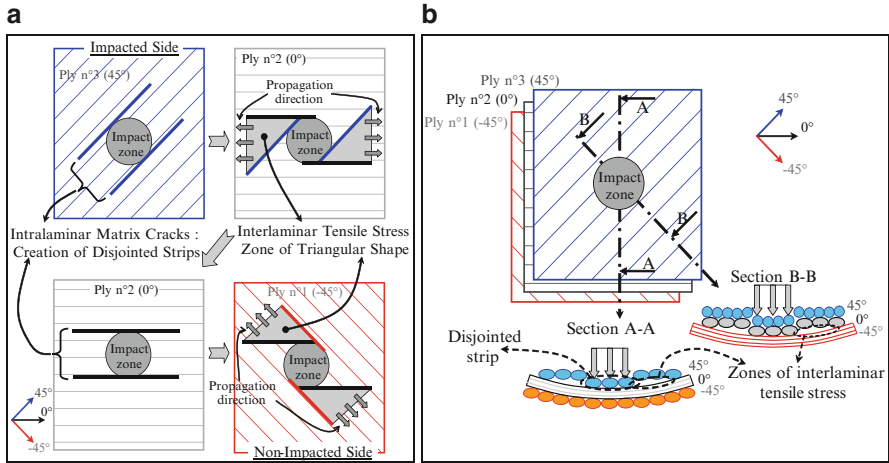 a
Impacted Side
Ply n°3 (45°)
Impact
zone
Ply n°2 (0°)
Propagation
direction
Impact
zone
Intralaminar Matrix Cracks :
Creation of Disjointed Strips
Interlaminar Tensile Stress
Zone of Triangular Shape
Ply n°2 (0°)
Impact
zone
45°
0°
-45°
Ply n°1 (-45°)
Impact
zone
Propagation
direction
Non-Impacted Side
b
Ply n°3 (45°)
Ply n°2 (0°)
Ply n°1 (-45°)
A
B
Impact
zone
B
A
45°
0°
-45°
Section B-B
45°
0°
-45°
Section A-A
Disjointed
strip
45°
0°
-45°
Zones of interlaminar
tensile stress